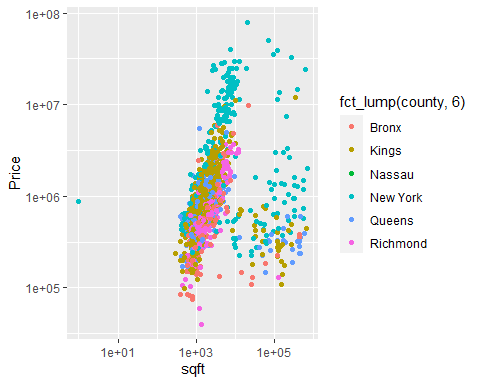 1e+08
1e+07
1e+06
1e+05
Price
1e+01
1e+03
1e+05
sqft
fct_lump(county, 6)
Bronx
Kings
Nassau
New York
Queens
Richmond